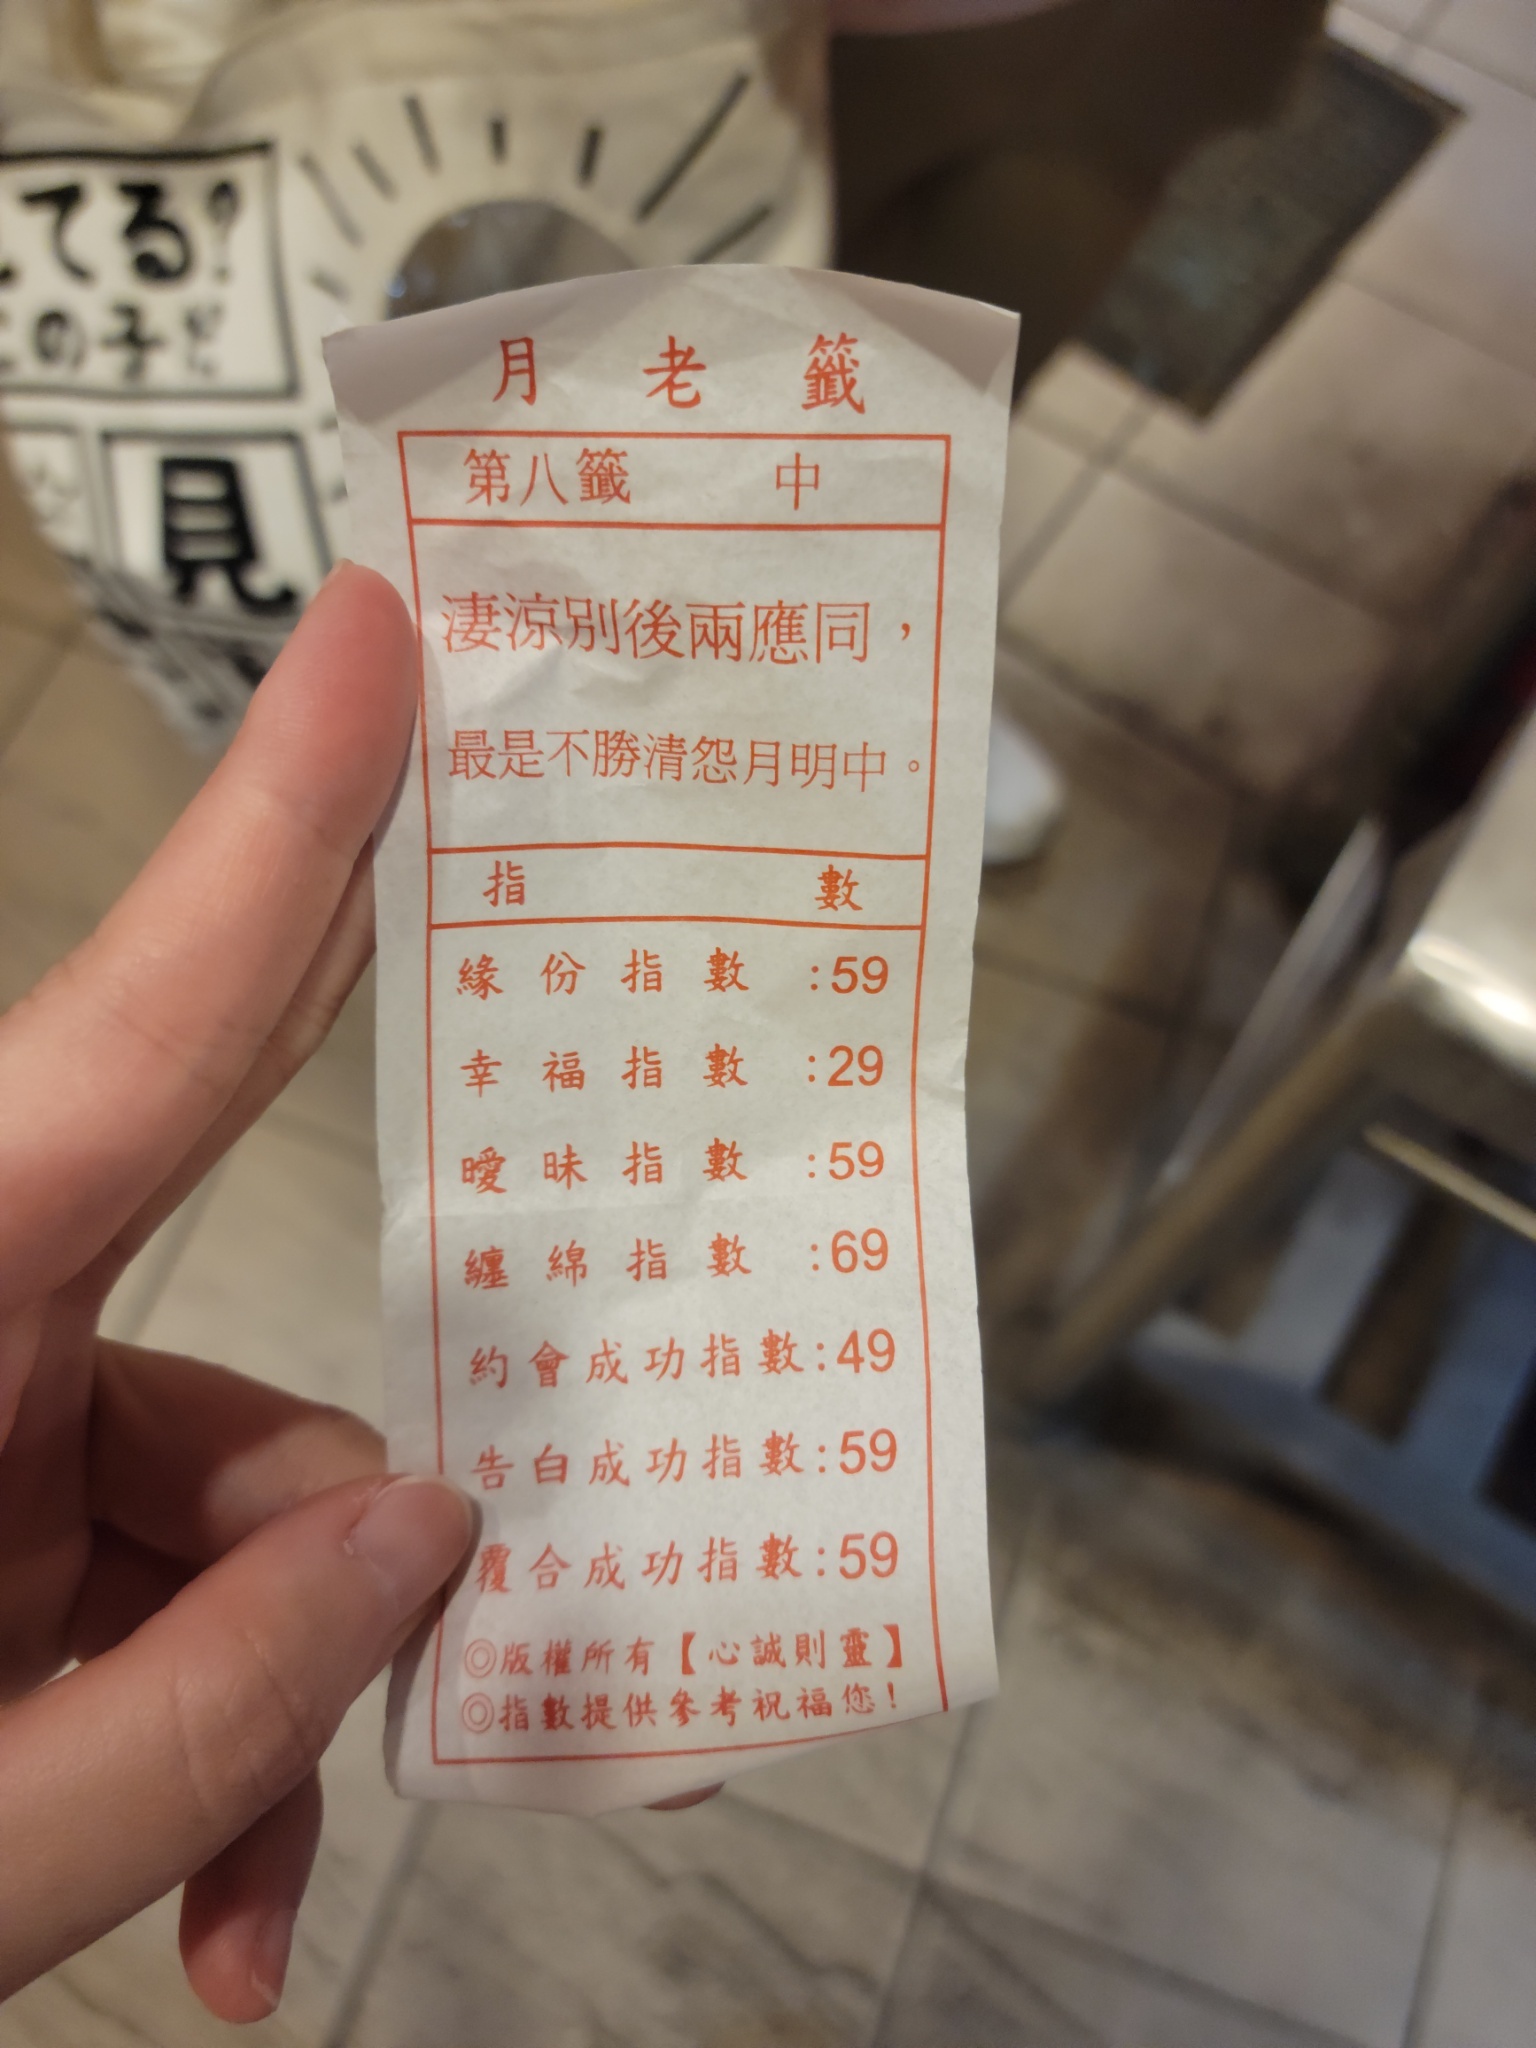 てる
の子
見
月老籤
第八籤 中
淒涼別後兩應同，
最是不勝清怨月明中。
指數
緣份指數:59
幸福指數:29
曖昧指數:59
纏綿指數:69
約會成功指數:49
告白成功指數:59
覆合成功指數:59
◎版權所有【心誠則靈】
◎指數提供參考祝福您!